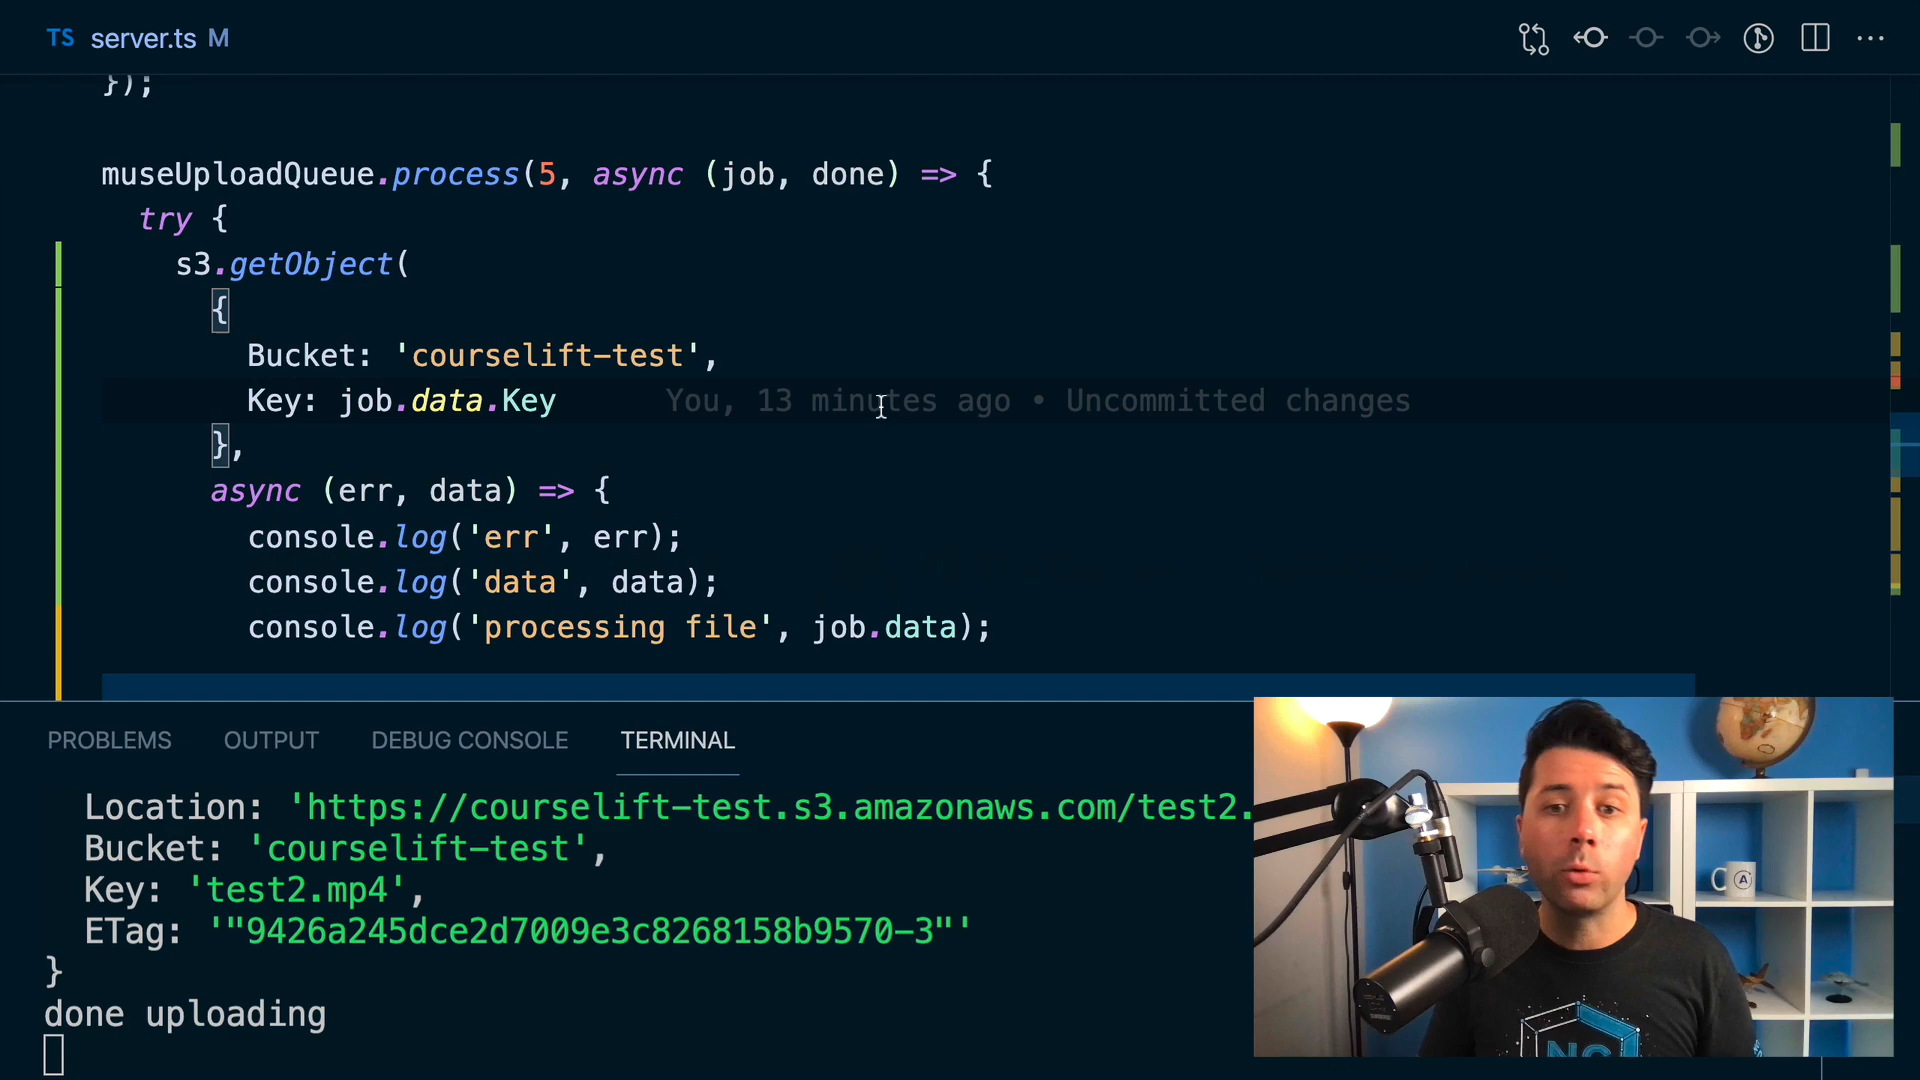 TS server.ts M
});
museUploadQueue.process(5, async (job, done) => {
try {
s3.getObject(
{
Bucket: 'courselift-test',
Key: job.data.Key You, 13 minutes ago • Uncommitted changes
},
async (err, data) => {
console.log('err', err);
console.log('data', data);
console.log('processing file', job.data);
PROBLEMS OUTPUT DEBUG CONSOLE TERMINAL
Location: 'https://courselift-test.s3.amazonaws.com/test2.
Bucket: 'courselift-test',
Key: 'test2.mp4',
ETag: '"9426a245dce2d7009e3c8268158b9570-3"'
}
done uploading
A
NC